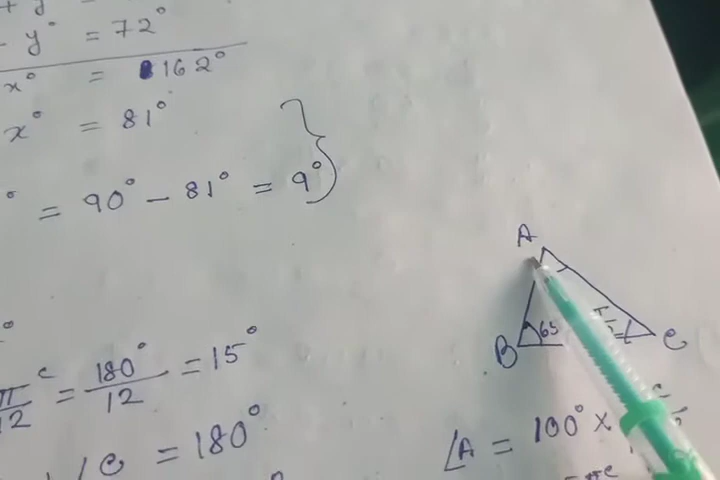 - y° = 72°
x° = 162°
x° = 81°
= 90° - 81° = 9°
A
B
65
C
π/12 ᶜ = 180°/12 = 15°
∠C = 180°
∠A = 100° ×